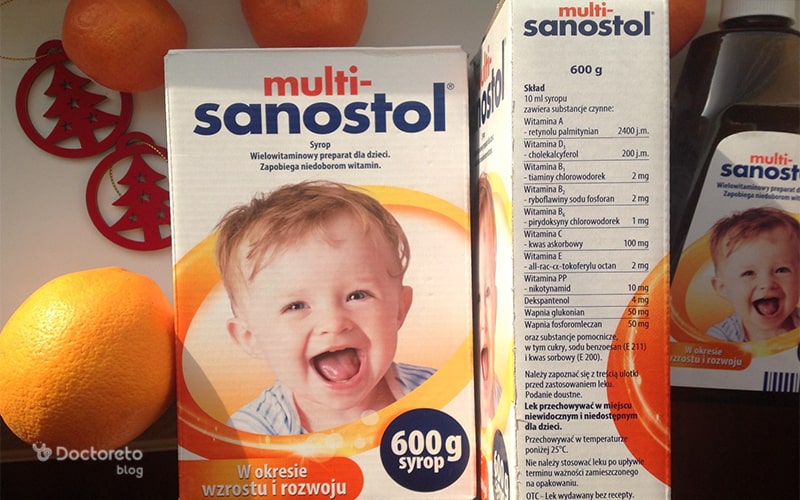 multi-
sanostol®
Syrop
Wielowitaminowy preparat dla dzieci.
Zapobiega niedoborom witamin.
W okresie
wzrostu i rozwoju
600 g
syrop
multi-
sanostol®
600 g
Skład
10 ml syropu
zawiera substancje czynne:
Witamina A
- retynolu palmitynian 2400 j.m.
Witamina D₃
- cholekalcyferol 200 j.m.
Witamina B₁
- tiaminy chlorowodorek 2 mg
Witamina B₂
- ryboflawiny sodu fosforan 2 mg
Witamina B₆
- pirydoksyny chlorowodorek 1 mg
Witamina C
- kwas askorbowy 100 mg
Witamina E
- all-rac-α-tokoferylu octan 2 mg
Witamina PP
- nikotynamid 10 mg
Dekspantenol 4 mg
Wapnia glukonian 50 mg
Wapnia fosforomleczan 50 mg
oraz substancje pomocnicze,
w tym cukry, sodu benzoesan (E 211)
i kwas sorbowy (E 200).
Należy zapoznać się z treścią ulotki
przed zastosowaniem leku.
Podanie doustne.
Lek przechowywać w miejscu
niewidocznym i niedostępnym
dla dzieci.
Przechowywać w temperaturze
poniżej 25°C.
Nie należy stosować leku po upływie
terminu ważności zamieszczonego
na opakowaniu.
OTC – Lek wydawany bez recepty.
multi-
sanostol
600 g
syrop
multi-
sanosto
Wielowitaminowy preparat d
Zapobiega niedoborom w
W okresie
wzrostu i rozwoju
Doctoreto
blog